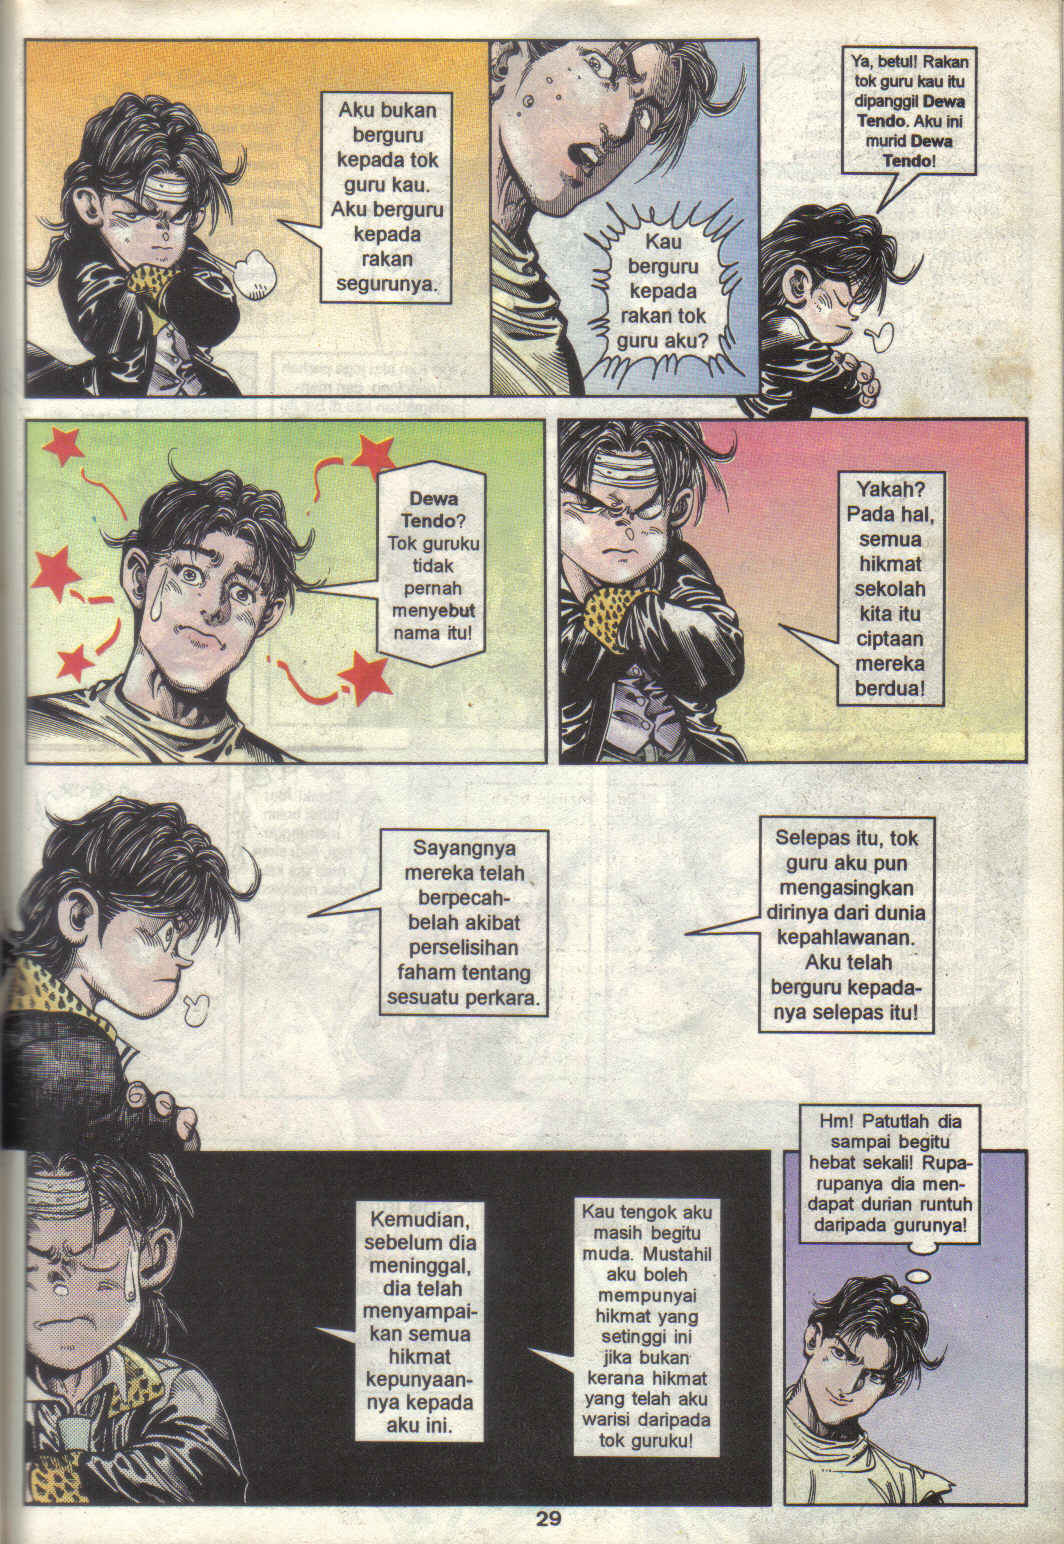 Aku bukan
berguru
kepada tok
guru kau.
Aku berguru
kepada
rakan
segurunya.
Kau
berguru
kepada
rakan tok
guru aku?
Ya, betul! Rakan
tok guru kau itu
dipanggil Dewa
Tendo. Aku ini
murid Dewa
Tendo!
Dewa
Tendo?
Tok guruku
tidak
pernah
menyebut
nama itu!
Yakah?
Pada hal,
semua
hikmat
sekolah
kita itu
ciptaan
mereka
berdua!
Sayangnya
mereka telah
berpecah-
belah akibat
perselisihan
faham tentang
sesuatu perkara.
Selepas itu, tok
guru aku pun
mengasingkan
dirinya dari dunia
kepahlawanan.
Aku telah
berguru kepada-
nya selepas itu!
Kemudian,
sebelum dia
meninggal,
dia telah
menyampai-
kan semua
hikmat
kepunyaan-
nya kepada
aku ini.
Kau tengok aku
masih begitu
muda. Mustahil
aku boleh
mempunyai
hikmat yang
setinggi ini
jika bukan
kerana hikmat
yang telah aku
warisi daripada
tok guruku!
Hm! Patutlah dia
sampai begitu
hebat sekali! Rupa-
rupanya dia men-
dapat durian runtuh
daripada gurunya!
29